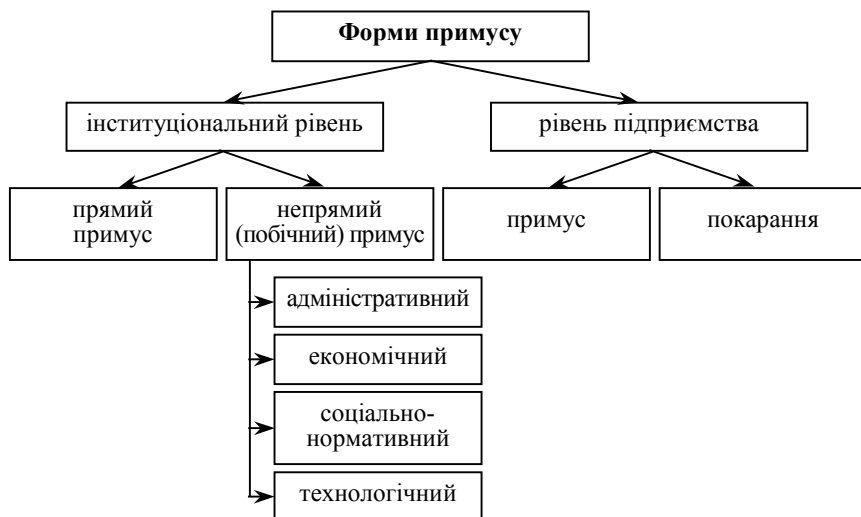 Форми примусу
інституціональний рівень
рівень підприємства
прямий
примус
непрямий
(побічний) примус
примус
покарання
адміністративний
економічний
соціально-
нормативний
технологічний